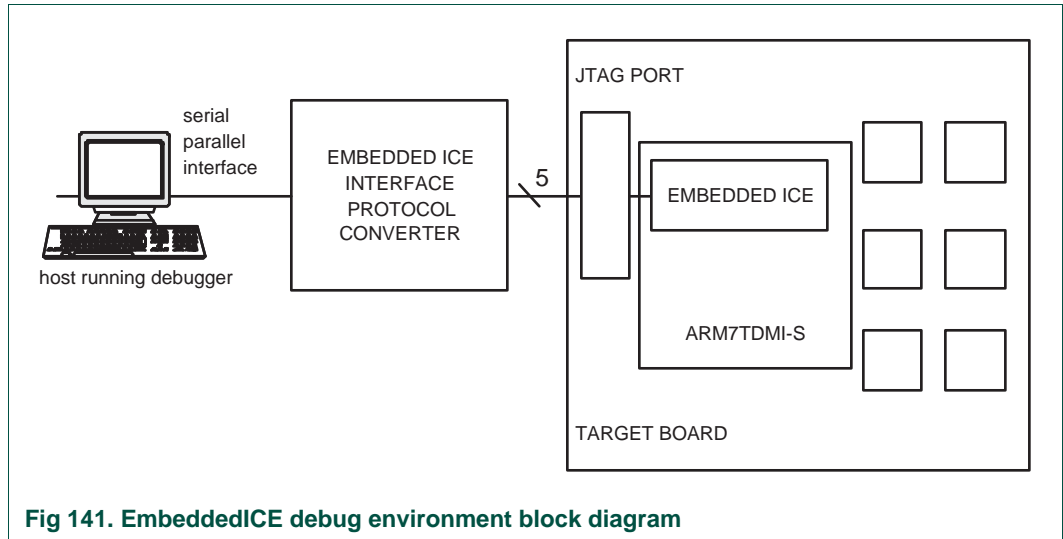 JTAG PORT
serial
parallel
interface
EMBEDDED ICE
INTERFACE
PROTOCOL
CONVERTER
5
EMBEDDED ICE
host running debugger
ARM7TDMI-S
TARGET BOARD
Fig 141. EmbeddedICE debug environment block diagram